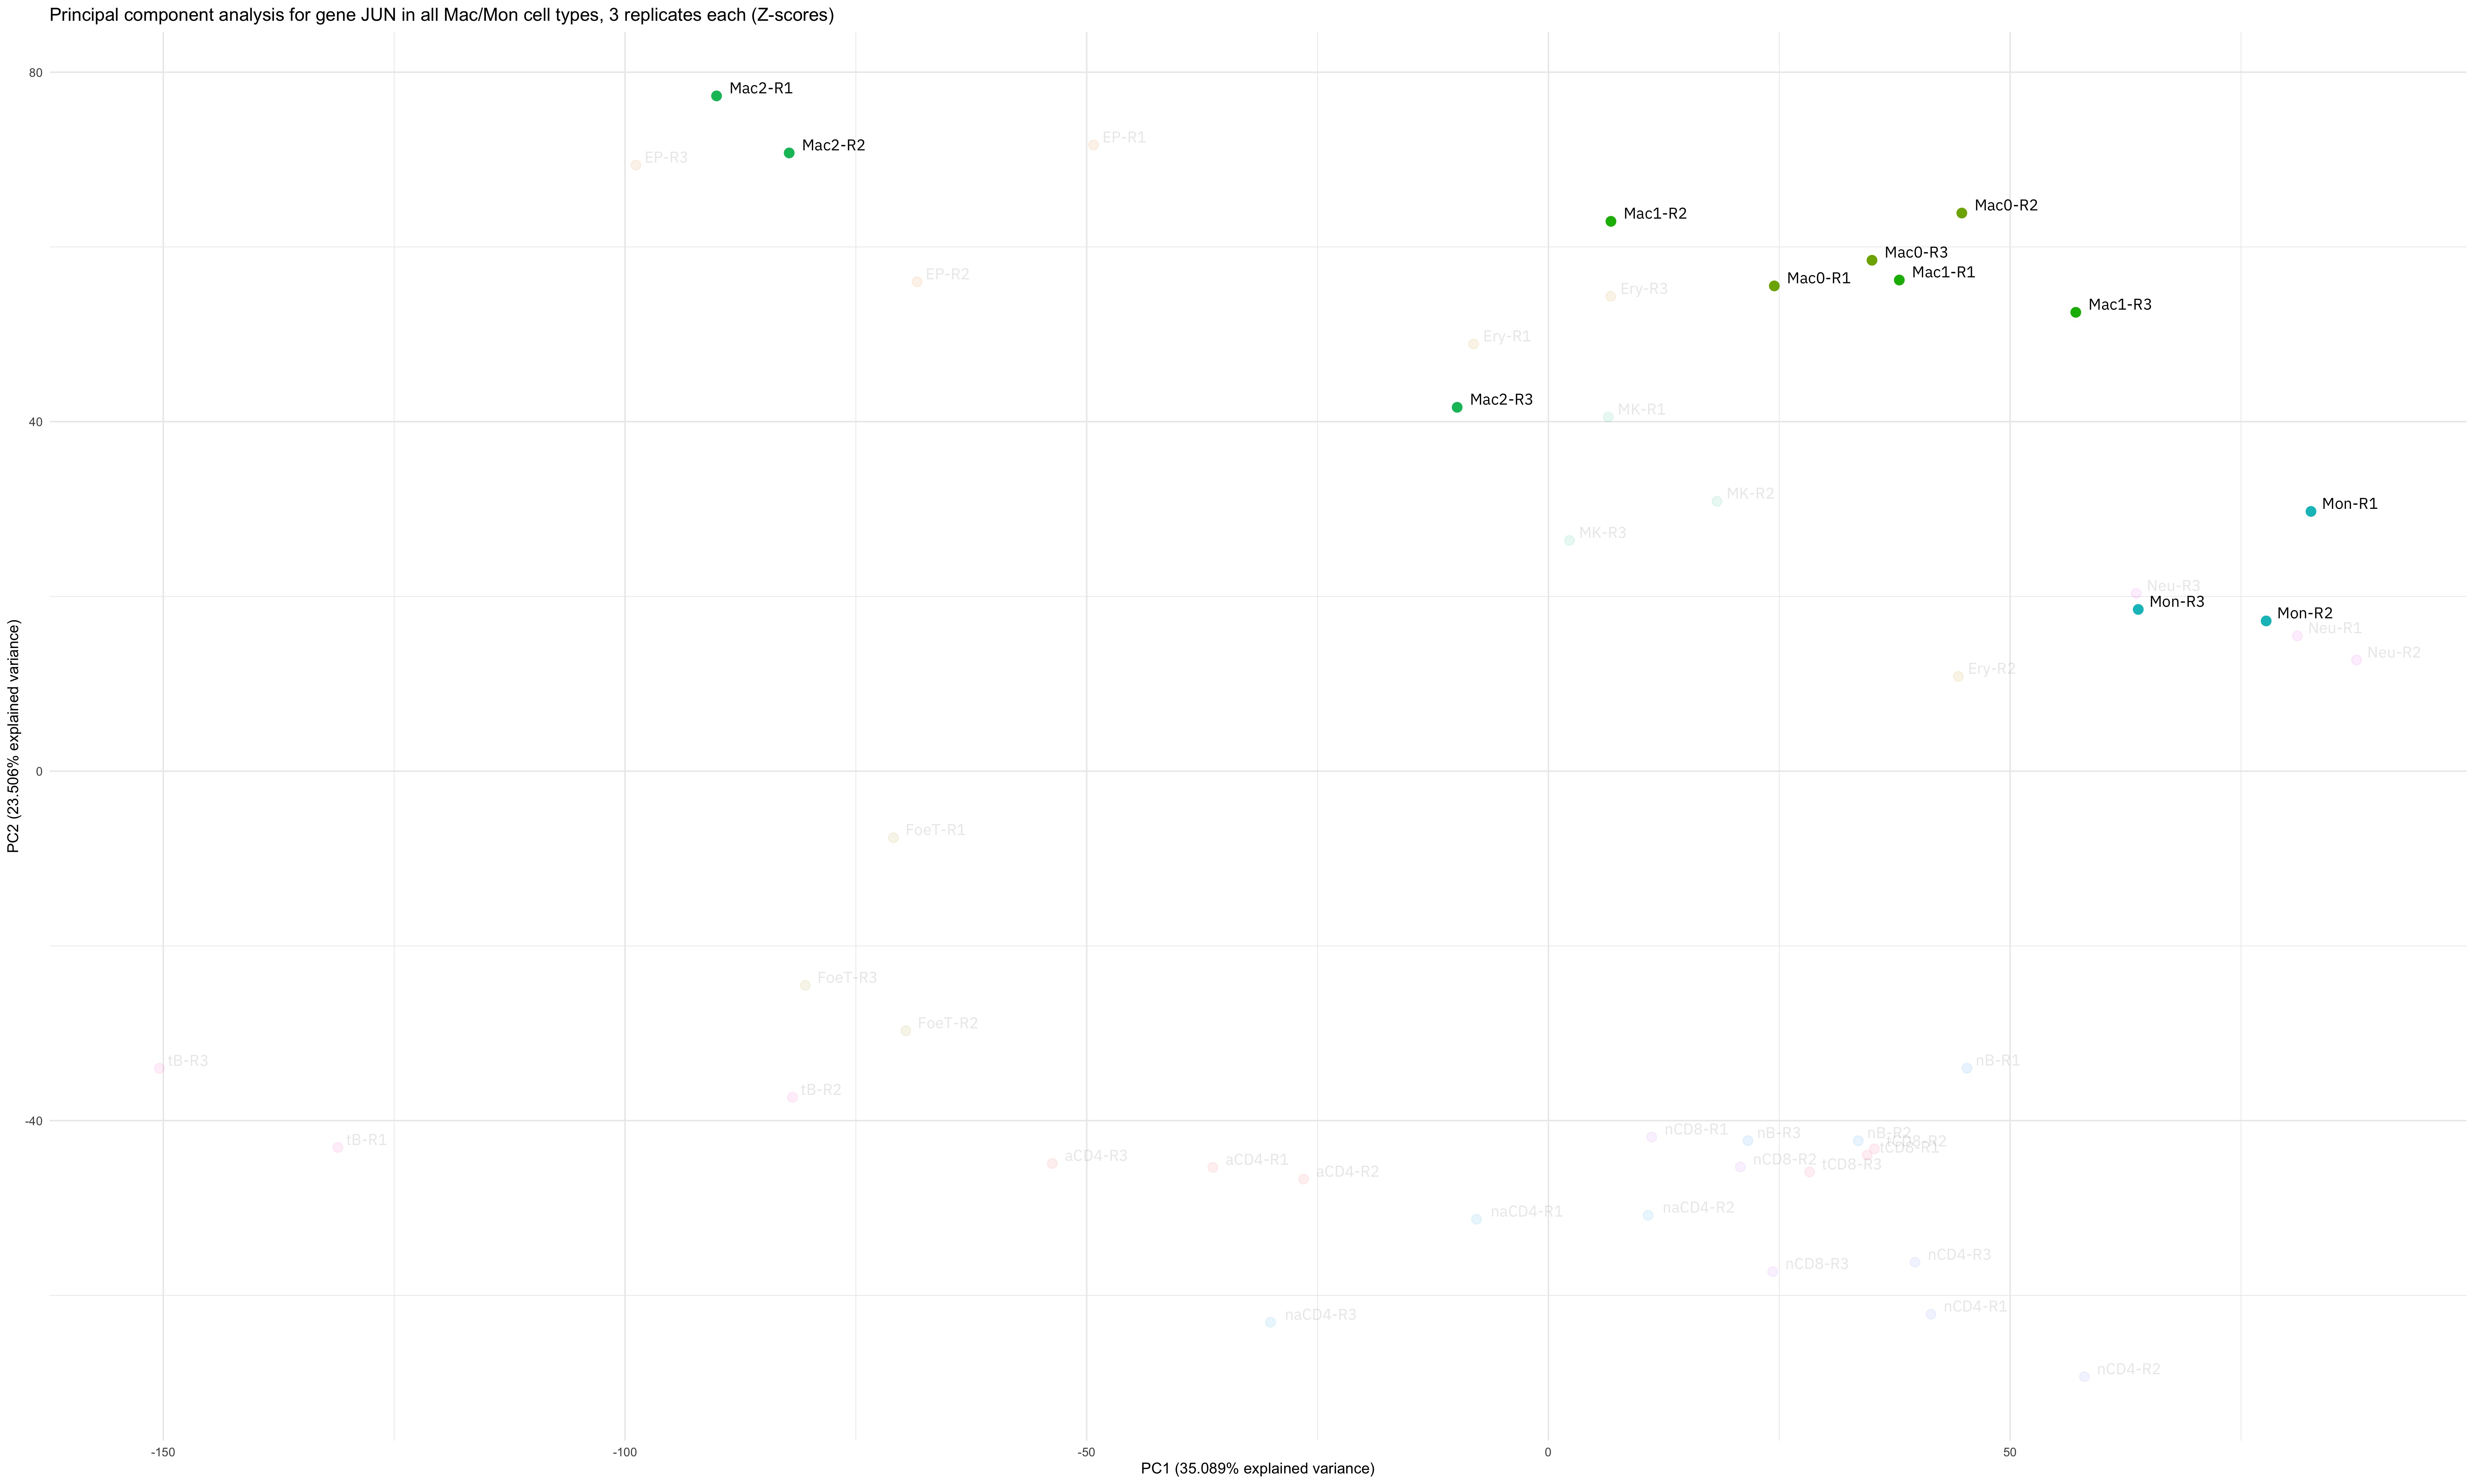 Principal component analysis for gene JUN in all Mac/Mon cell types, 3 replicates each (Z-scores)
80
Mac2-R1
Mac2-R2
EP-R1
EP-R3
Mac0-R2
Mac1-R2
Mac0-R3
Mac1-R1
EP-R2
Mac0-R1
Ery-R3
Mac1-R3
Ery-R1
Mac2-R3
MK-R1
40
MK-R2
Mon-R1
MK-R3
Neu-R3
Mon-R3
Mon-R2
Neu-R1
Neu-R2
Ery-R2
PC2 (23.506% explained variance)
0
FoeT-R1
FoeT-R3
FoeT-R2
tB-R3
nB-R1
tB-R2
-40
nCD8-R1
nB-R3
nB-R2
tB-R1
tCD8-R2
tCD8-R1
aCD4-R3
aCD4-R1
nCD8-R2
tCD8-R3
aCD4-R2
naCD4-R2
naCD4-R1
nCD4-R3
nCD8-R3
nCD4-R1
naCD4-R3
nCD4-R2
-150
-100
-50
0
50
PC1 (35.089% explained variance)